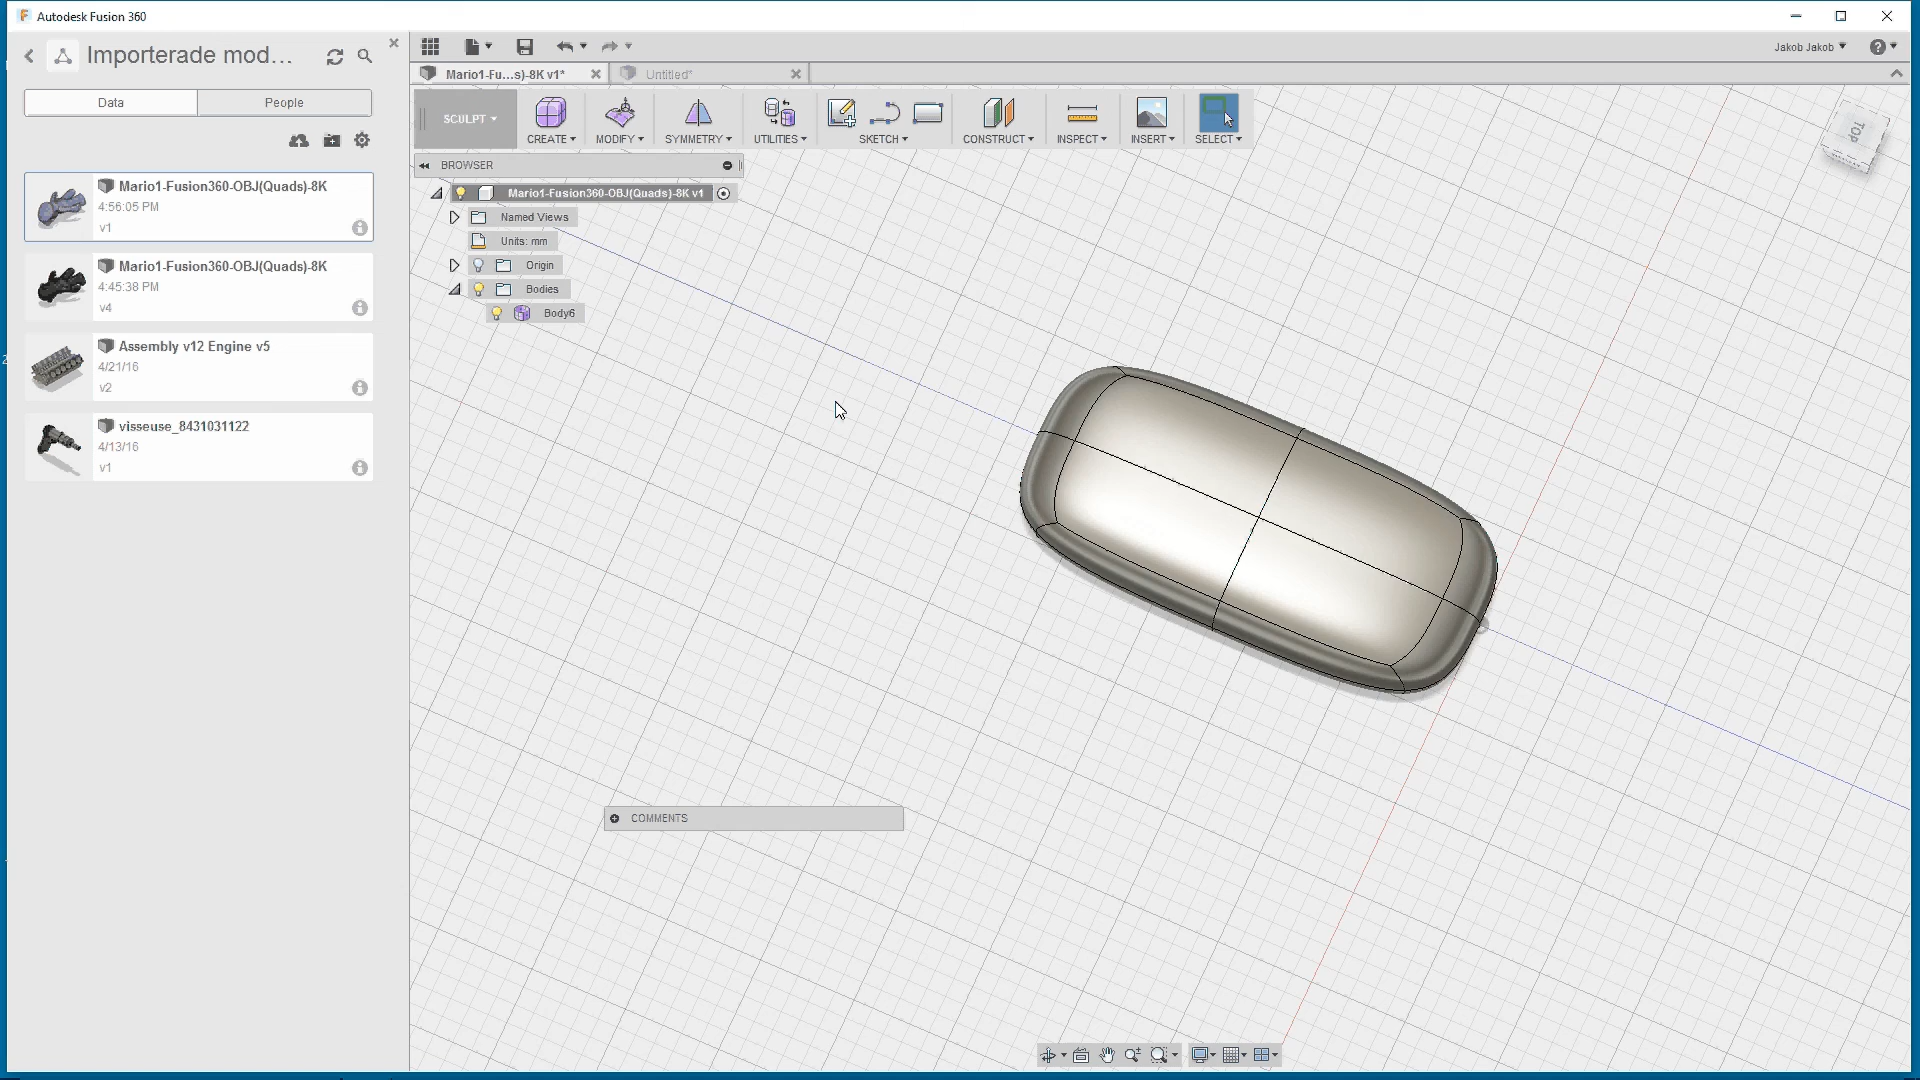 Autodesk Fusion 360
Importerade mod...
Data
People
Mario1-Fusion360-OBJ(Quads)-8K
4:56:05 PM
v1
Mario1-Fusion360-OBJ(Quads)-8K
4:45:38 PM
v4
Assembly v12 Engine v5
4/21/16
v2
visseuse_8431031122
4/13/16
v1
Jakob Jakob
Mario1-Fu...s)-8K v1*
Untitled*
SCULPT
CREATE
MODIFY
SYMMETRY
UTILITIES
SKETCH
CONSTRUCT
INSPECT
INSERT
SELECT
BROWSER
Mario1-Fusion360-OBJ(Quads)-8K v1
Named Views
Units: mm
Origin
Bodies
Body6
TOP
COMMENTS